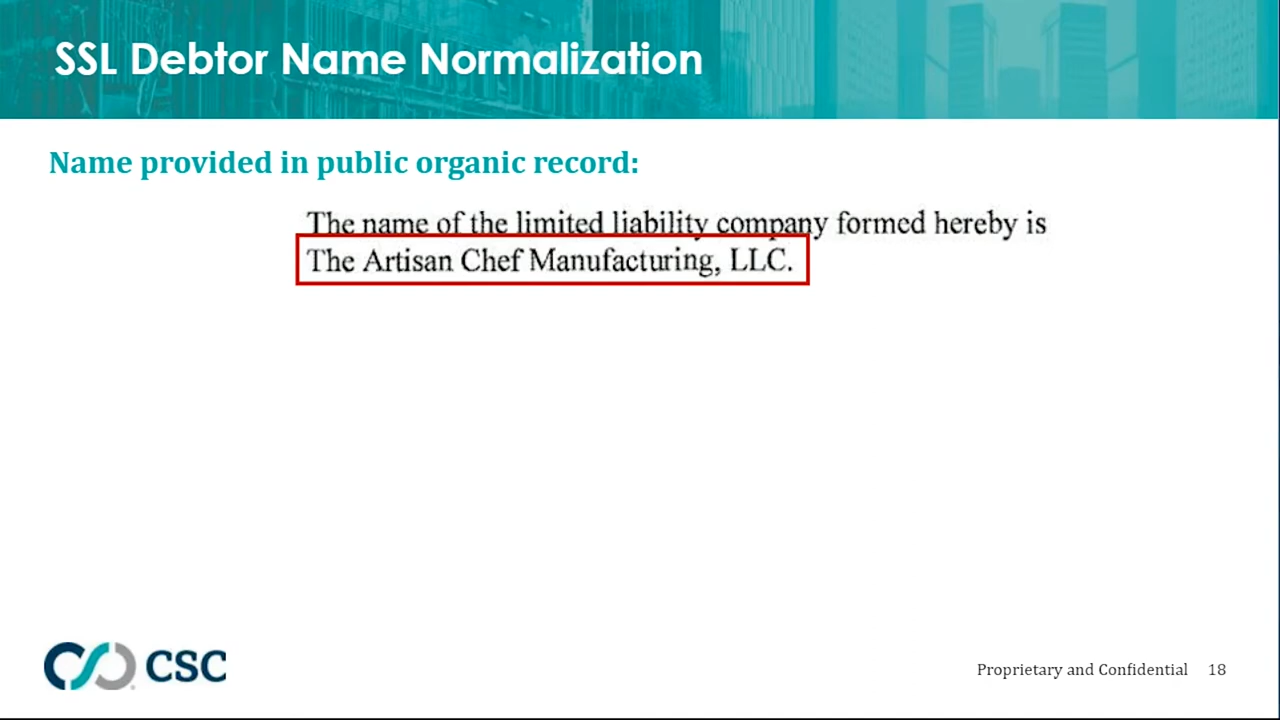 SSL Debtor Name Normalization
Name provided in public organic record:
The name of the limited liability company formed hereby is
The Artisan Chef Manufacturing, LLC.
CSC
Proprietary and Confidential 18